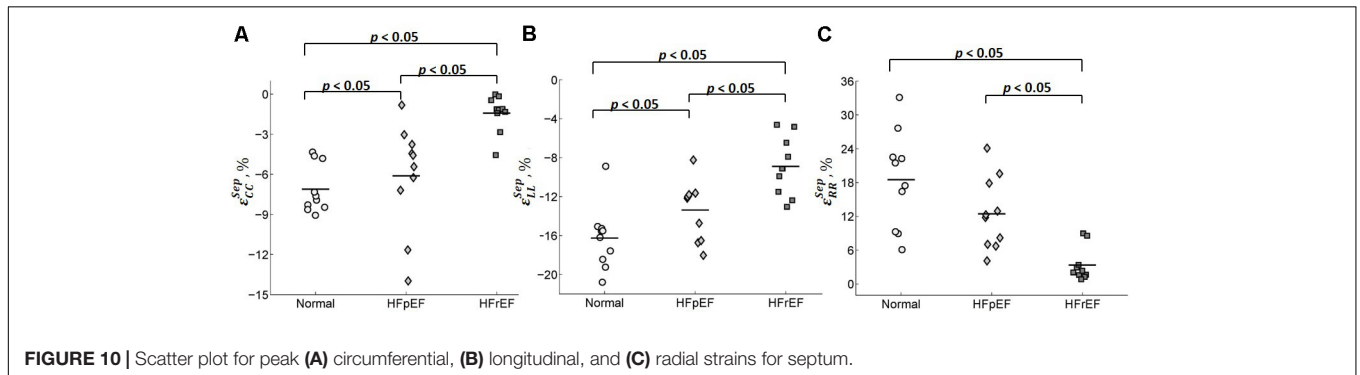 A
p < 0.05
p < 0.05
p < 0.05
ε_CC^Sep, %
0
−3
−6
−9
−12
−15
Normal HFpEF HFrEF
B
p < 0.05
p < 0.05
p < 0.05
ε_LL^Sep, %
0
−4
−8
−12
−16
−20
Normal HFpEF HFrEF
C
p < 0.05
p < 0.05
ε_RR^Sep, %
36
30
24
18
12
6
0
Normal HFpEF HFrEF
FIGURE 10 | Scatter plot for peak (A) circumferential, (B) longitudinal, and (C) radial strains for septum.